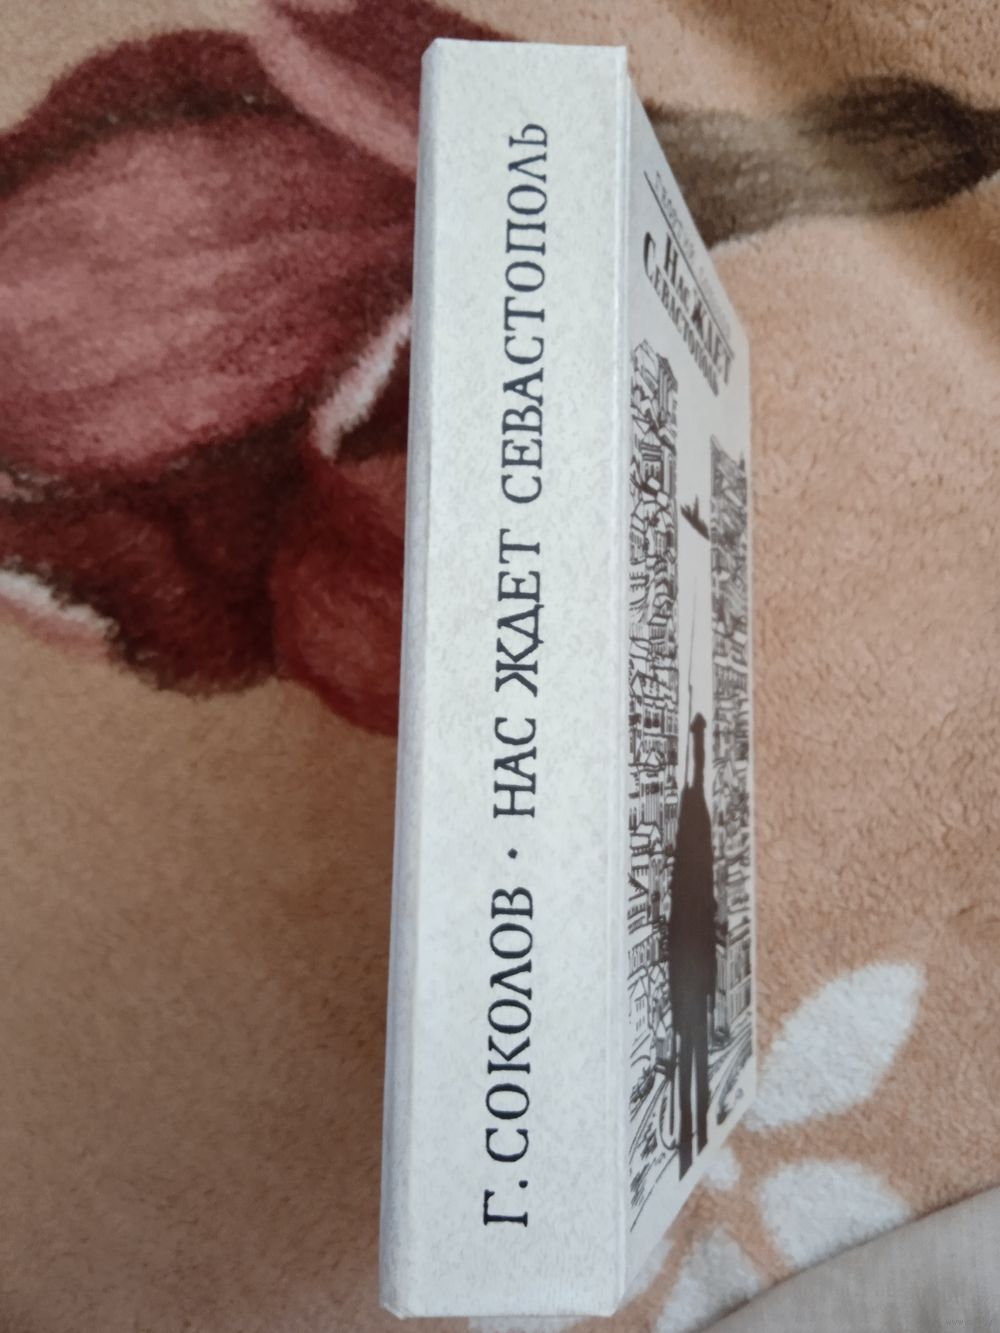 Г. СОКОЛОВ · НАС ЖДЕТ СЕВАСТОПОЛЬ
НАС ЖДЕТ
СЕВАСТОПОЛЬ